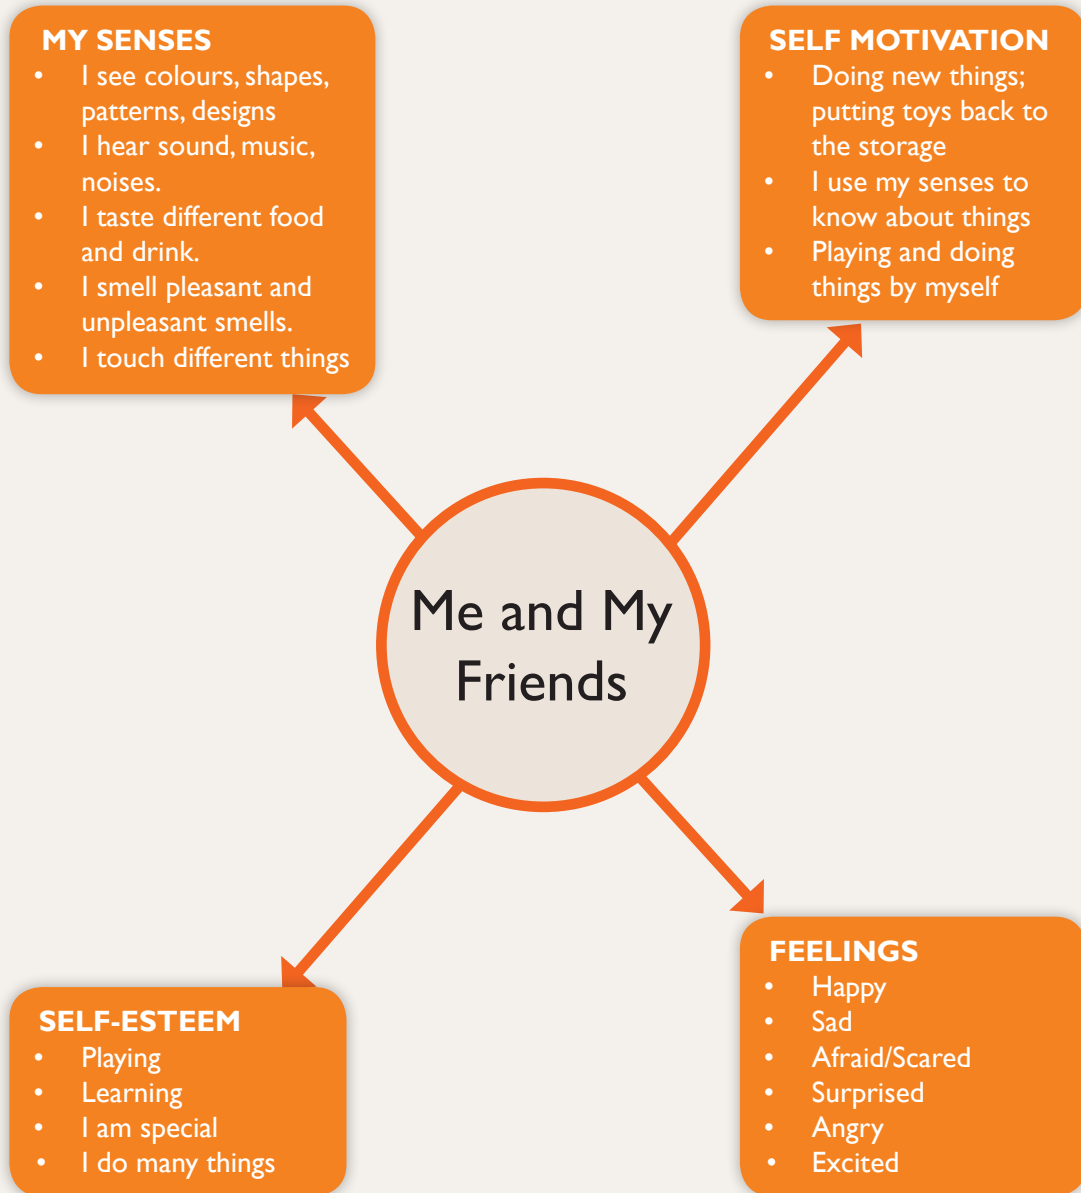 MY SENSES
• I see colours, shapes,
patterns, designs
• I hear sound, music,
noises.
• I taste different food
and drink.
• I smell pleasant and
unpleasant smells.
• I touch different things
SELF MOTIVATION
• Doing new things;
putting toys back to
the storage
• I use my senses to
know about things
• Playing and doing
things by myself
Me and My
Friends
SELF-ESTEEM
• Playing
• Learning
• I am special
• I do many things
FEELINGS
• Happy
• Sad
• Afraid/Scared
• Surprised
• Angry
• Excited